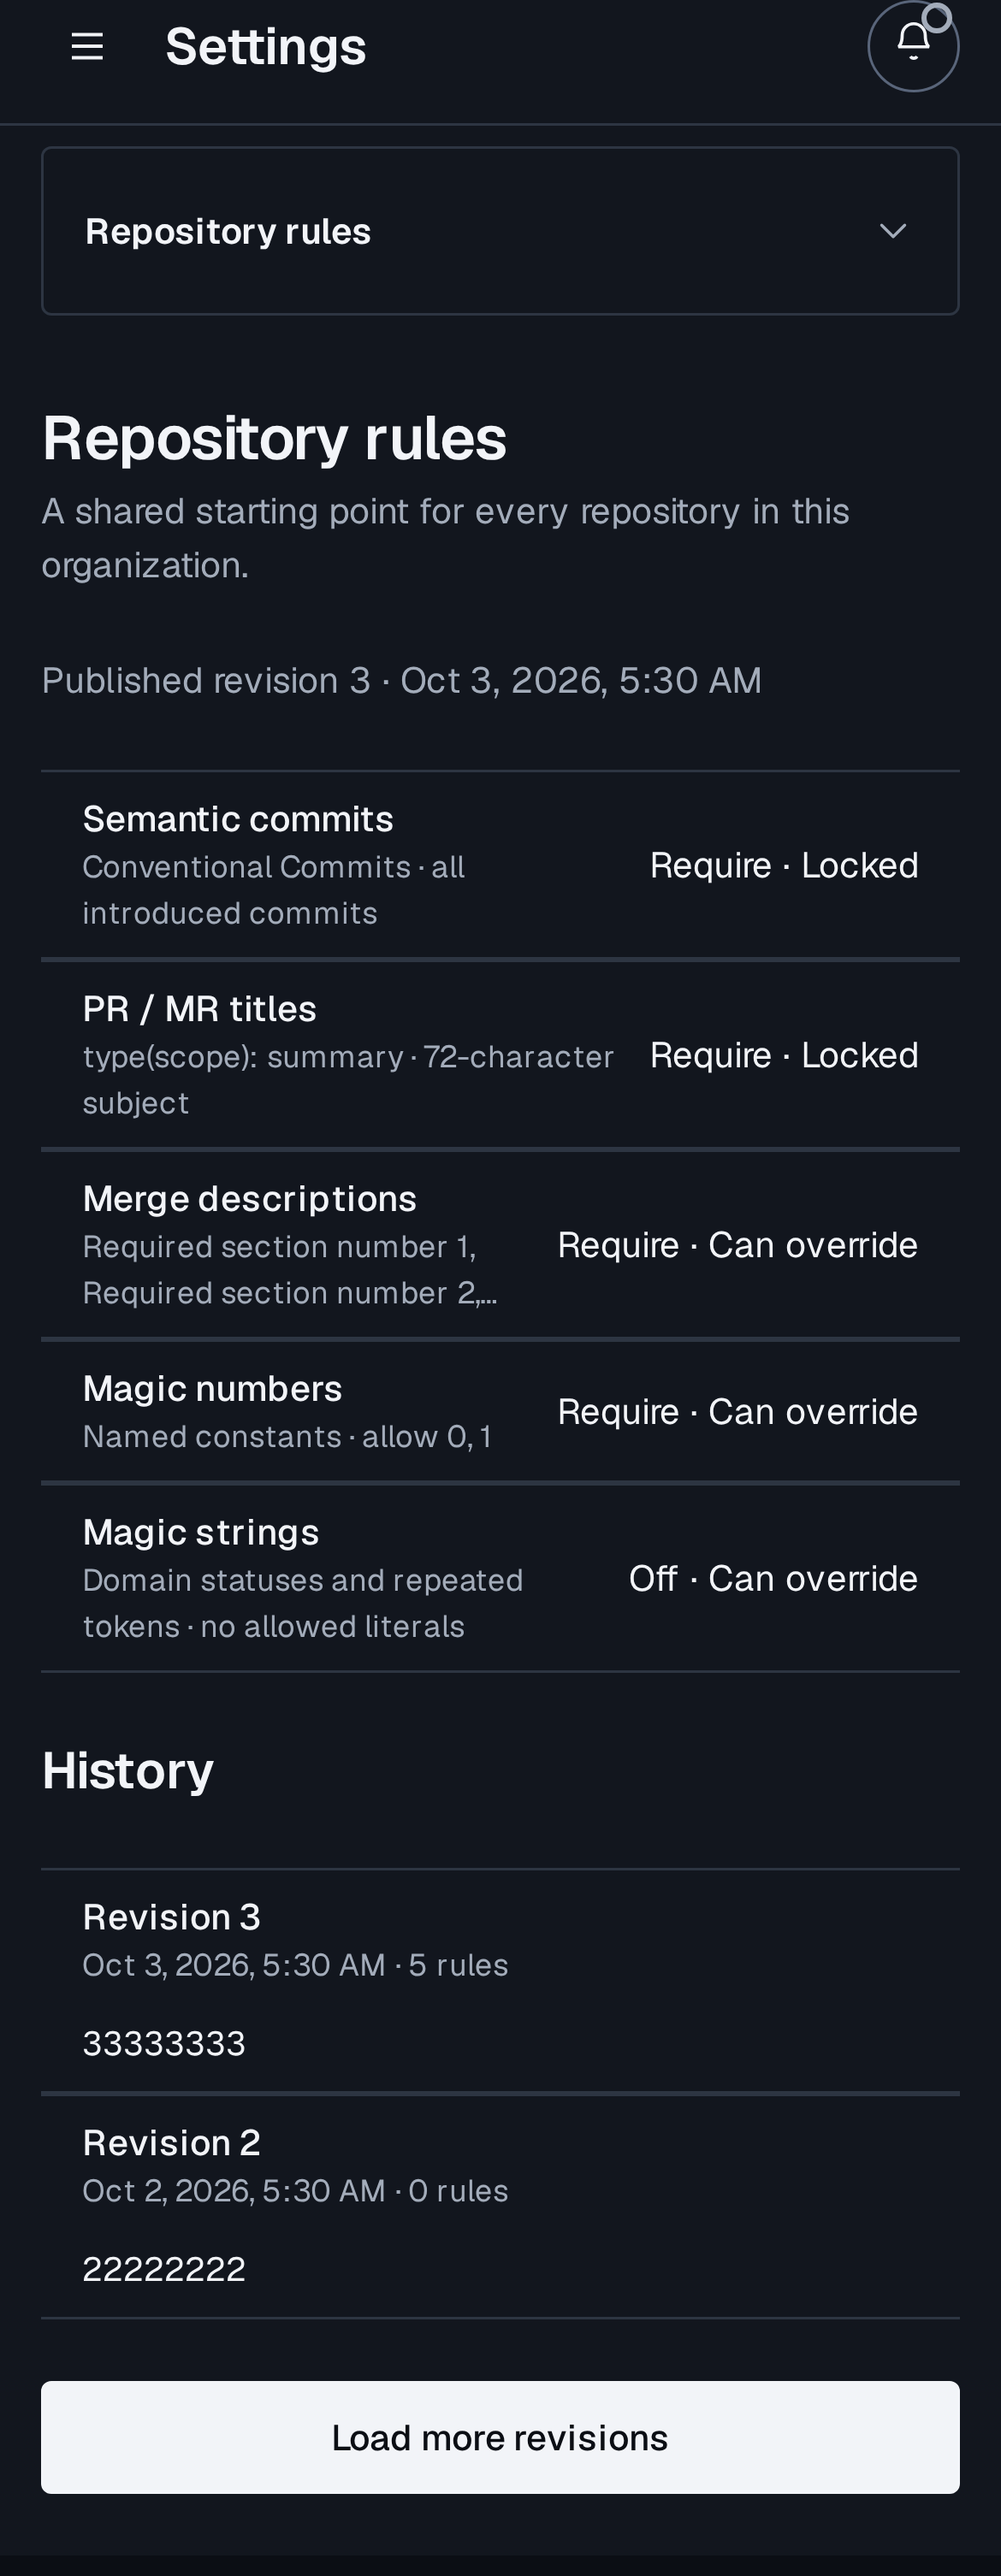 Settings
Repository rules
Repository rules
A shared starting point for every repository in this
organization.
Published revision 3 · Oct 3, 2026, 5:30 AM
Semantic commits
Conventional Commits · all
introduced commits
Require · Locked
PR / MR titles
type(scope): summary · 72-character
subject
Require · Locked
Merge descriptions
Required section number 1,
Required section number 2,...
Require · Can override
Magic numbers
Named constants · allow 0, 1
Require · Can override
Magic strings
Domain statuses and repeated
tokens · no allowed literals
Off · Can override
History
Revision 3
Oct 3, 2026, 5:30 AM · 5 rules
33333333
Revision 2
Oct 2, 2026, 5:30 AM · 0 rules
22222222
Load more revisions